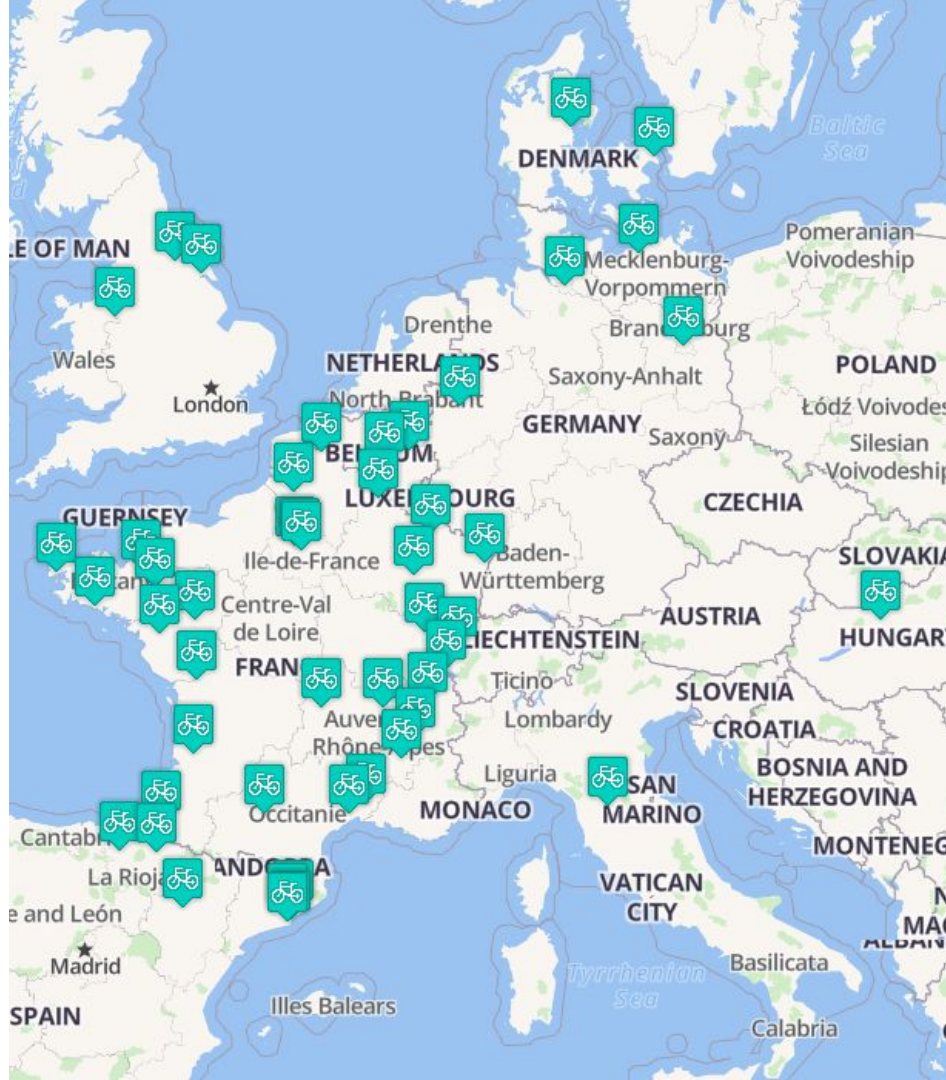 Baltic
Sea
DENMARK
Pomeranian
Voivodeship
LE OF MAN
Mecklenburg-
Vorpommern
Drenthe
Wales
NETHERLANDS
POLAND
Saxony-Anhalt
North Brabant
London
Łódź Voivodes
GERMANY
Saxony
Silesian
Voivodeship
LUXEMBOURG
CZECHIA
GUERNSEY
Ile-de-France
Baden-
Württemberg
SLOVAKIA
Centre-Val
de Loire
AUSTRIA
LIECHTENSTEIN
HUNGAR
Ticino
SLOVENIA
Lombardy
CROATIA
Liguria
BOSNIA AND
HERZEGOVINA
SAN
MARINO
Occitanie
MONACO
MONTENEG
ANDORRA
La Rioja
VATICAN
CITY
e and León
Madrid
Basilicata
Tyrrhenian
Sea
Illes Balears
SPAIN
Calabria